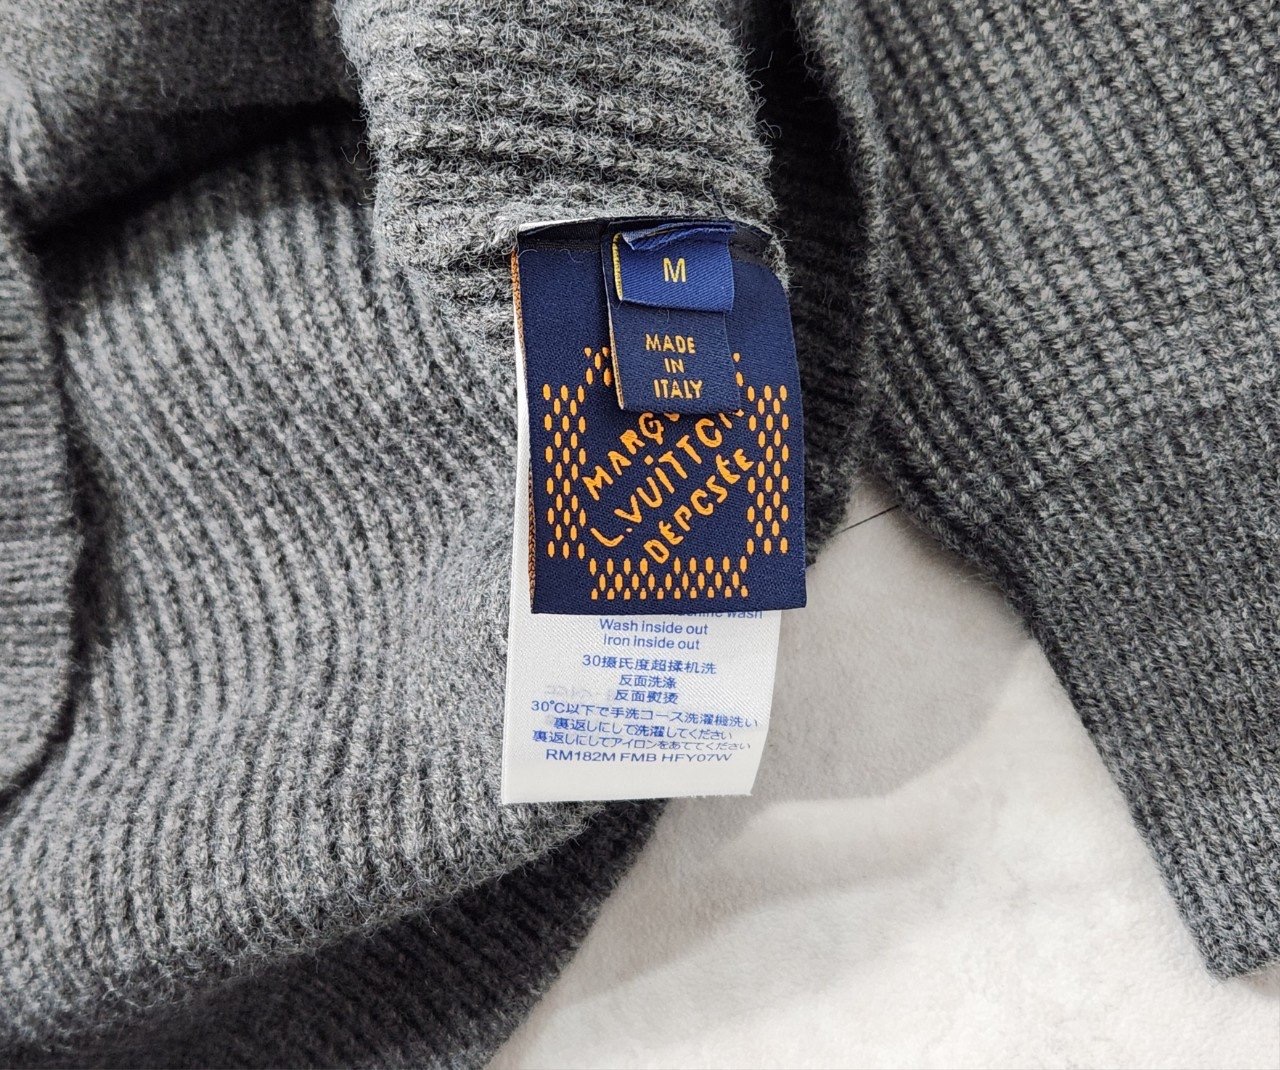 M
MADE
IN
ITALY
L.VUITTON
DÉPOSÉE
wash
Wash inside out
Iron inside out
30摄氏度超揉机洗
反面洗涤
反面熨烫
30℃以下で手洗コース洗濯機洗い
裏返しにして洗濯してください
裏返しにしてアイロンをあててください
RM182M FMB HFY07W